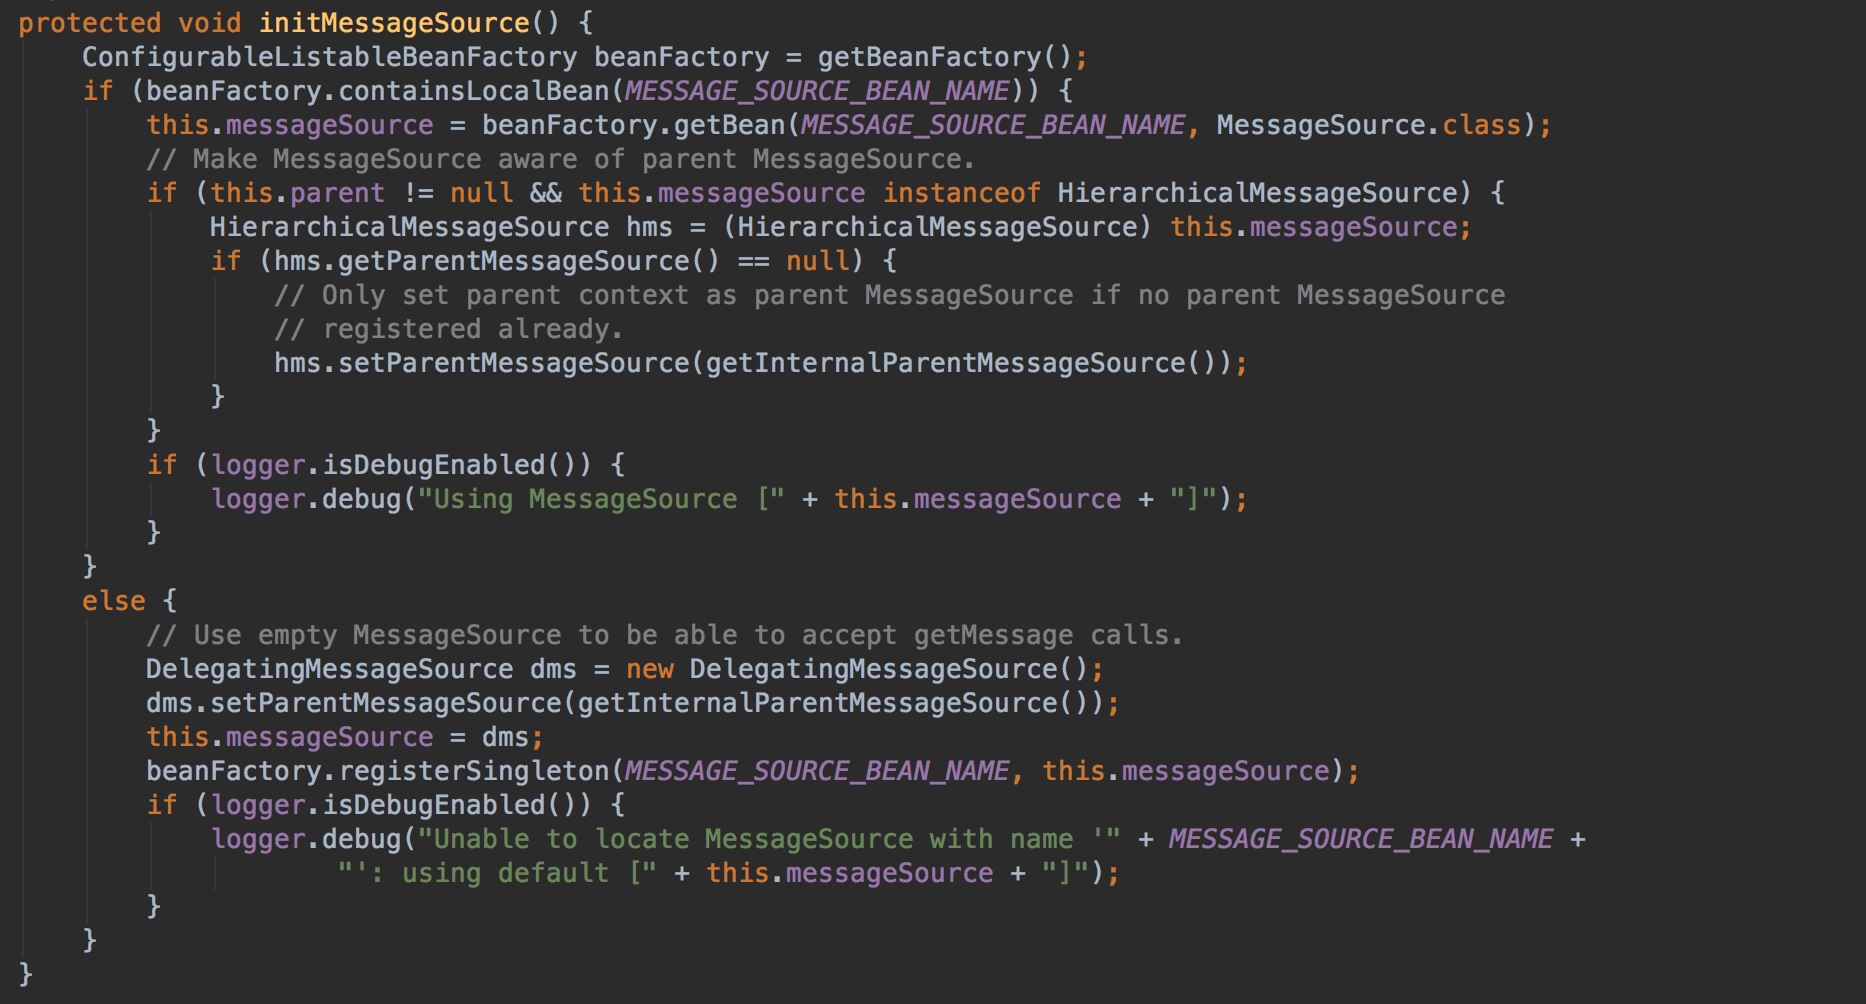 protected void initMessageSource() {
    ConfigurableListableBeanFactory beanFactory = getBeanFactory();
    if (beanFactory.containsLocalBean(MESSAGE_SOURCE_BEAN_NAME)) {
        this.messageSource = beanFactory.getBean(MESSAGE_SOURCE_BEAN_NAME, MessageSource.class);
        // Make MessageSource aware of parent MessageSource.
        if (this.parent != null && this.messageSource instanceof HierarchicalMessageSource) {
            HierarchicalMessageSource hms = (HierarchicalMessageSource) this.messageSource;
            if (hms.getParentMessageSource() == null) {
                // Only set parent context as parent MessageSource if no parent MessageSource
                // registered already.
                hms.setParentMessageSource(getInternalParentMessageSource());
            }
        }
        if (logger.isDebugEnabled()) {
            logger.debug("Using MessageSource [" + this.messageSource + "]");
        }
    }
    else {
        // Use empty MessageSource to be able to accept getMessage calls.
        DelegatingMessageSource dms = new DelegatingMessageSource();
        dms.setParentMessageSource(getInternalParentMessageSource());
        this.messageSource = dms;
        beanFactory.registerSingleton(MESSAGE_SOURCE_BEAN_NAME, this.messageSource);
        if (logger.isDebugEnabled()) {
            logger.debug("Unable to locate MessageSource with name '" + MESSAGE_SOURCE_BEAN_NAME +
                    "': using default [" + this.messageSource + "]");
        }
    }
}